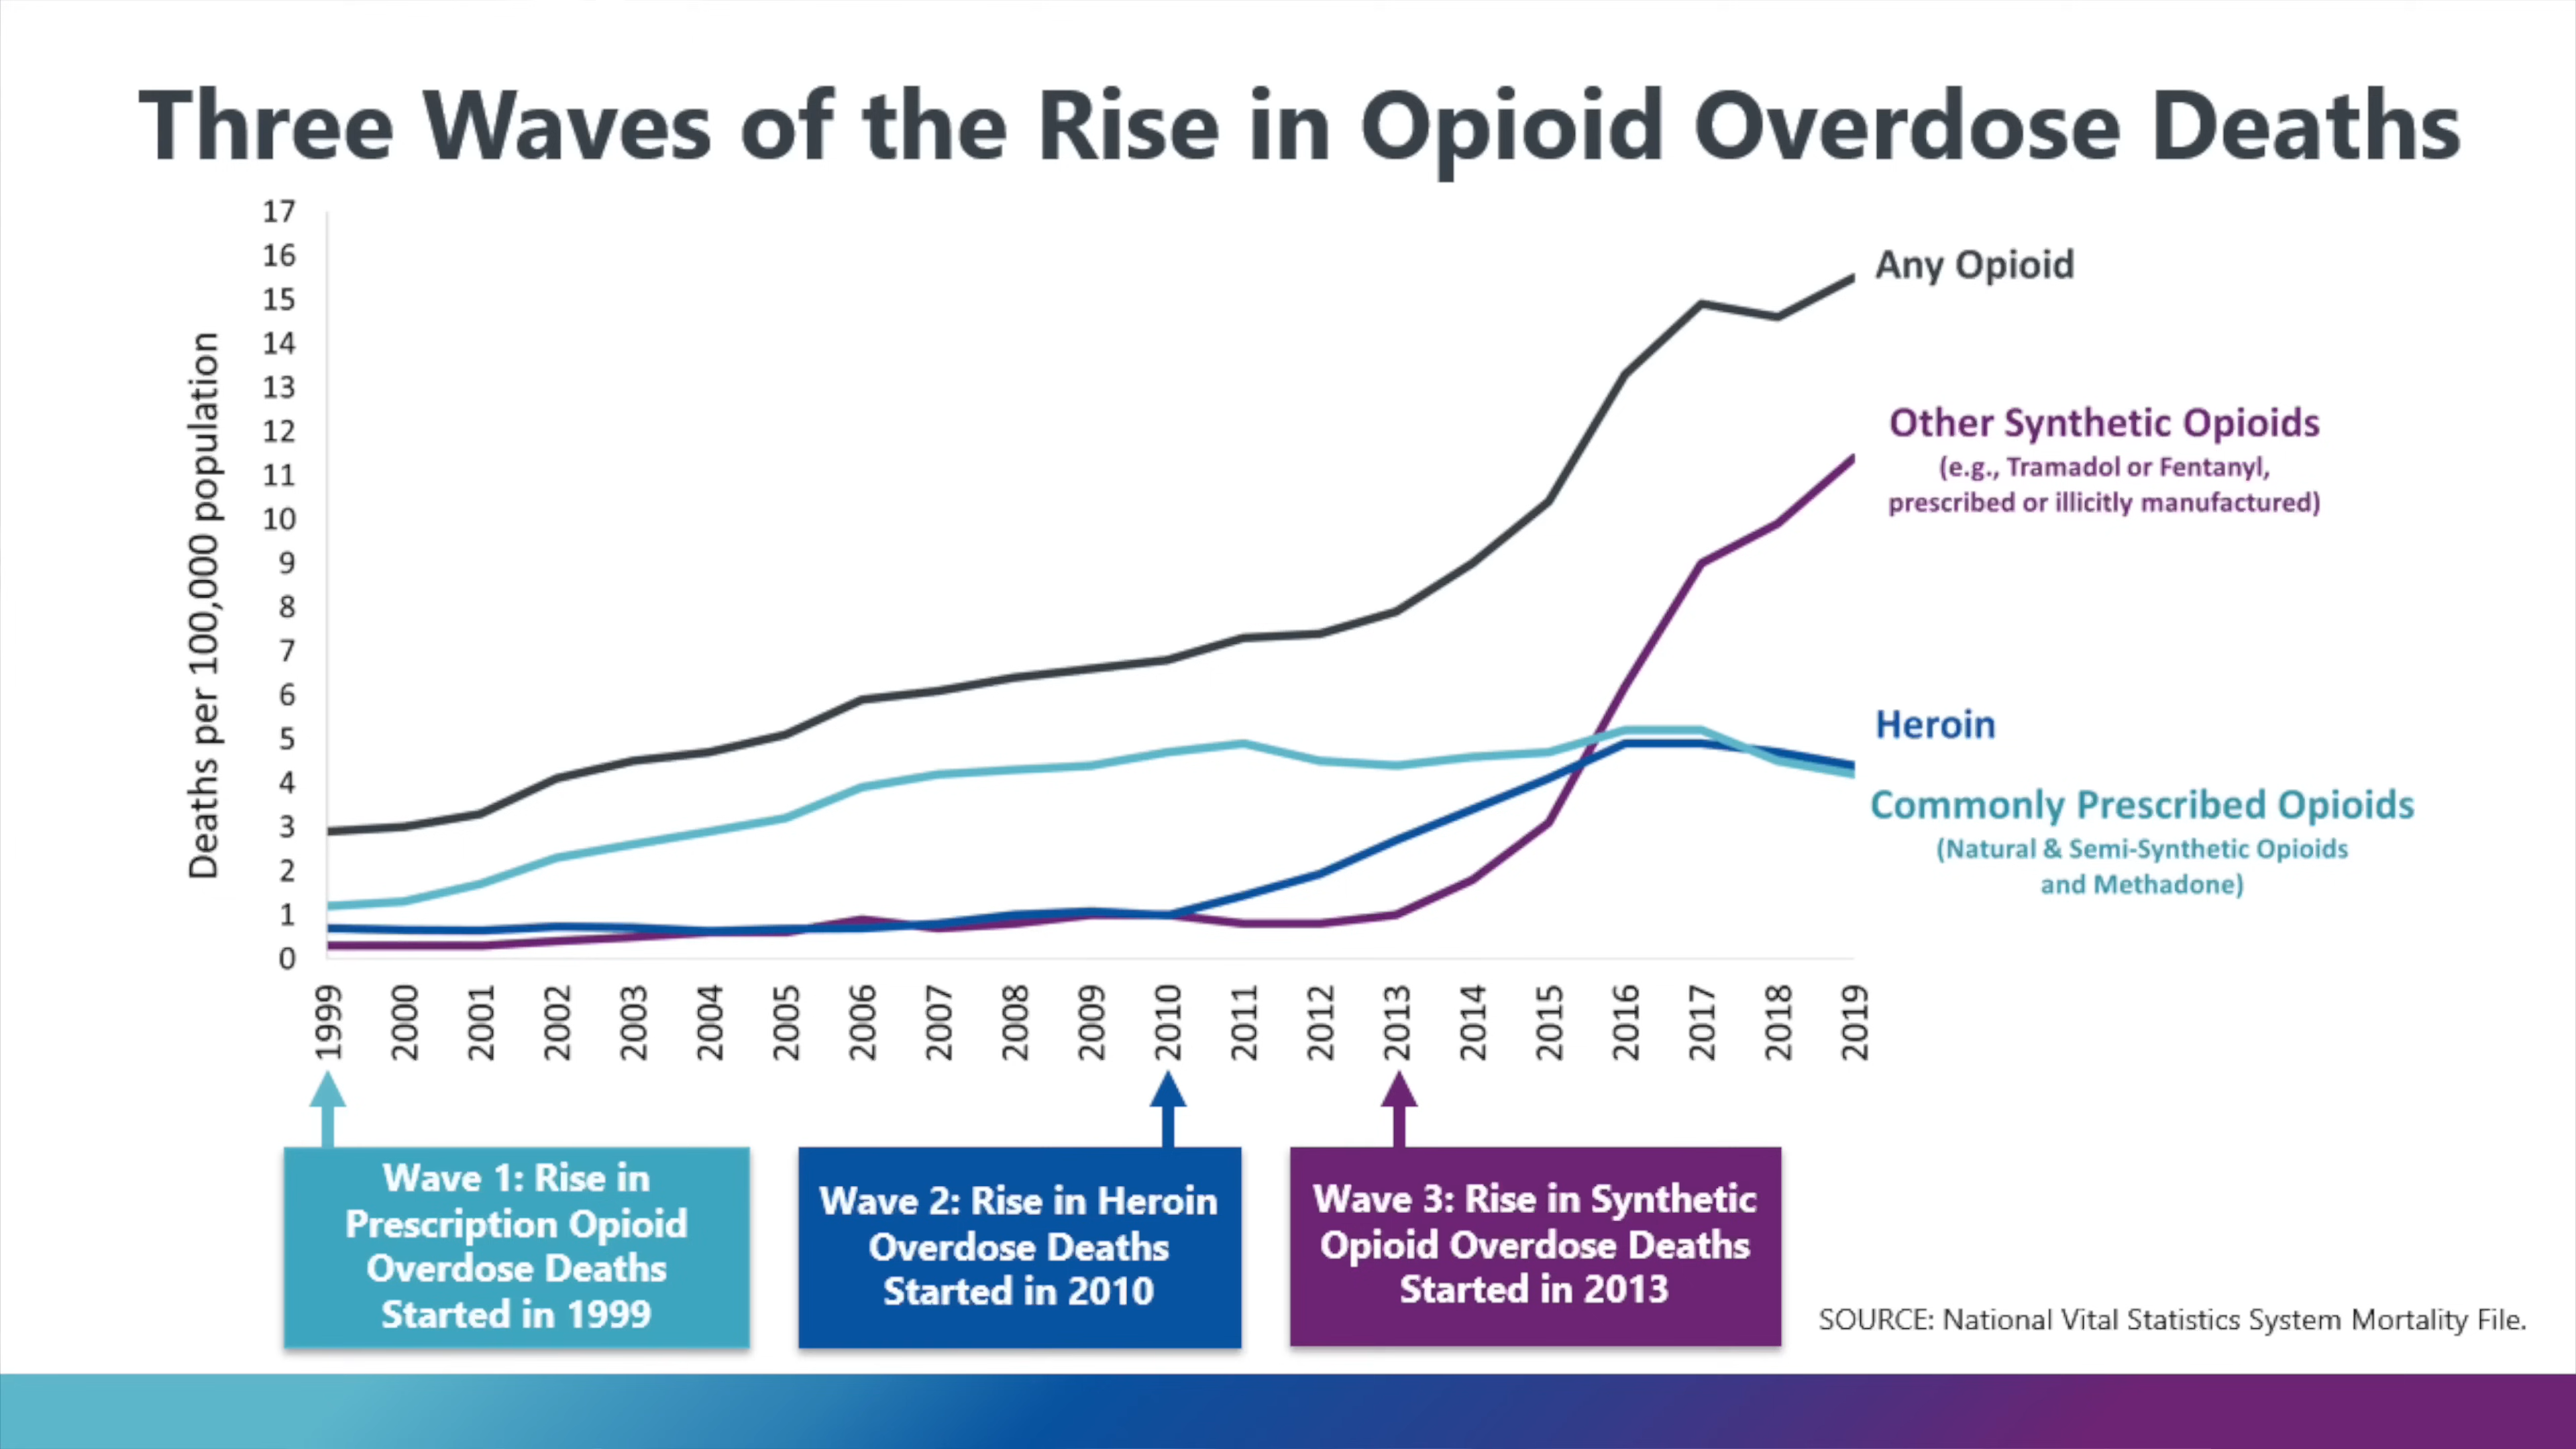 Three Waves of the Rise in Opioid Overdose Deaths
17
16
15
14
13
12
11
10
9
8
7
6
5
4
3
2
1
0
Deaths per 100,000 population
Any Opioid
Other Synthetic Opioids
(e.g., Tramadol or Fentanyl,
prescribed or illicitly manufactured)
Heroin
Commonly Prescribed Opioids
(Natural & Semi-Synthetic Opioids
and Methadone)
1999
2000
2001
2002
2003
2004
2005
2006
2007
2008
2009
2010
2011
2012
2013
2014
2015
2016
2017
2018
2019
Wave 1: Rise in
Prescription Opioid
Overdose Deaths
Started in 1999
Wave 2: Rise in Heroin
Overdose Deaths
Started in 2010
Wave 3: Rise in Synthetic
Opioid Overdose Deaths
Started in 2013
SOURCE: National Vital Statistics System Mortality File.